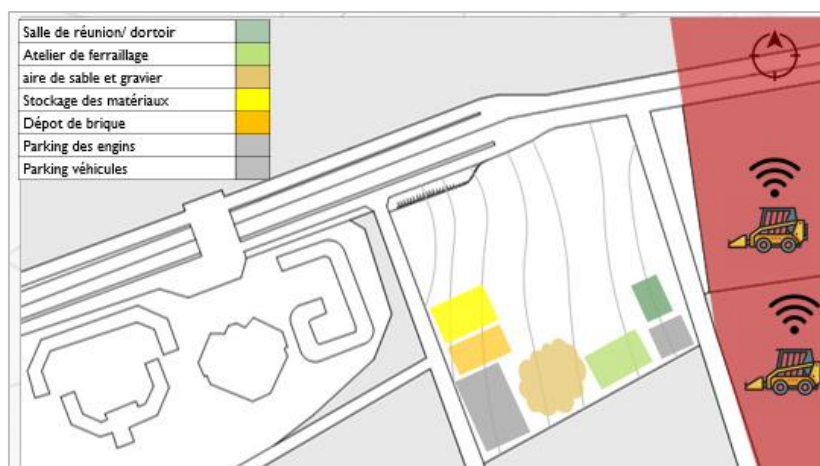 Salle de réunion/ dortoir
Atelier de ferraillage
aire de sable et gravier
Stockage des matériaux
Dépot de brique
Parking des engins
Parking véhicules